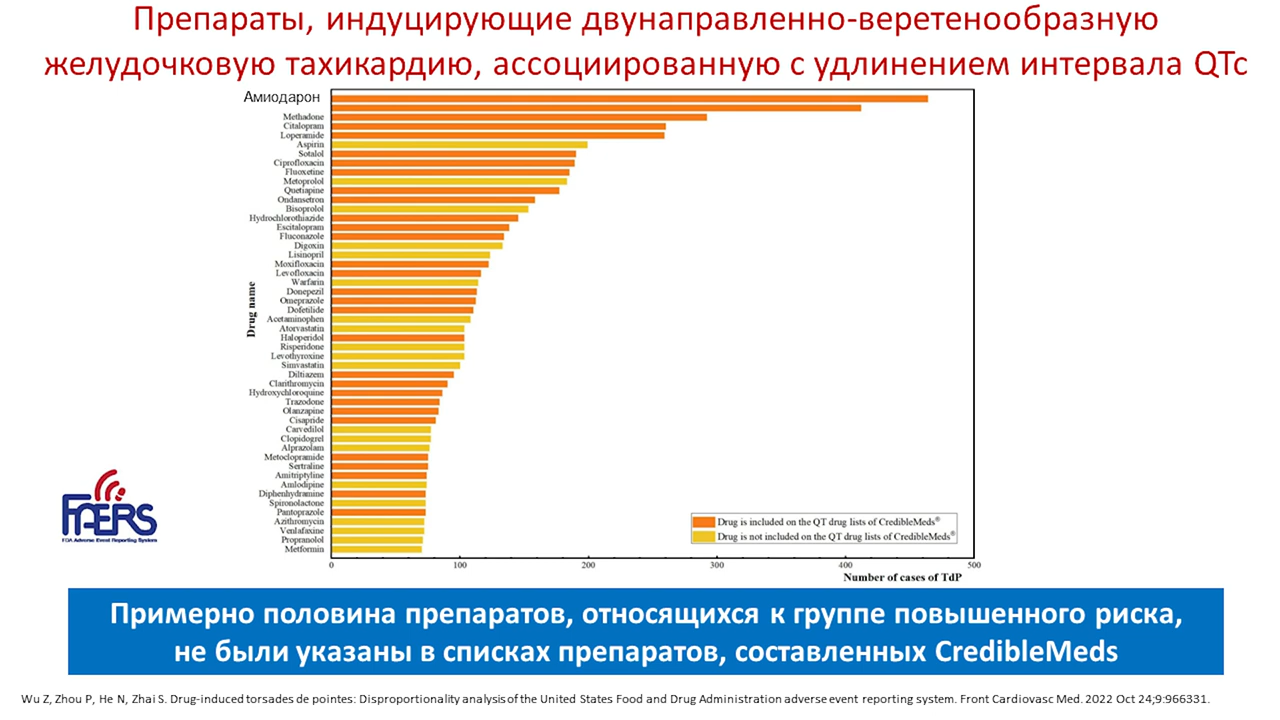 Препараты, индуцирующие двунаправленно-веретенообразную
желудочковую тахикардию, ассоциированную с удлинением интервала QTc
Амиодарон
Methadone
Citalopram
Loperamide
Aspirin
Sotalol
Ciprofloxacin
Fluoxetine
Metoprolol
Quetiapine
Ondansetron
Bisoprolol
Hydrochlorothiazide
Escitalopram
Fluconazole
Digoxin
Lisinopril
Moxifloxacin
Levofloxacin
Warfarin
Donepezil
Omeprazole
Dofetilide
Acetaminophen
Atorvastatin
Haloperidol
Risperidone
Levothyroxine
Simvastatin
Diltiazem
Clarithromycin
Hydroxychloroquine
Trazodone
Olanzapine
Cisapride
Carvedilol
Clopidogrel
Alprazolam
Metoclopramide
Sertraline
Amitriptyline
Amlodipine
Diphenhydramine
Spironolactone
Pantoprazole
Azithromycin
Venlafaxine
Propranolol
Metformin
Drug name
Drug is included on the QT drug lists of CredibleMeds®
Drug is not included on the QT drug lists of CredibleMeds®
0 100 200 300 400 500
Number of cases of TdP
FAERS
FDA Adverse Event Reporting System
Примерно половина препаратов, относящихся к группе повышенного риска,
не были указаны в списках препаратов, составленных CredibleMeds
Wu Z, Zhou P, He N, Zhai S. Drug-induced torsades de pointes: Disproportionality analysis of the United States Food and Drug Administration adverse event reporting system. Front Cardiovasc Med. 2022 Oct 24;9:966331.